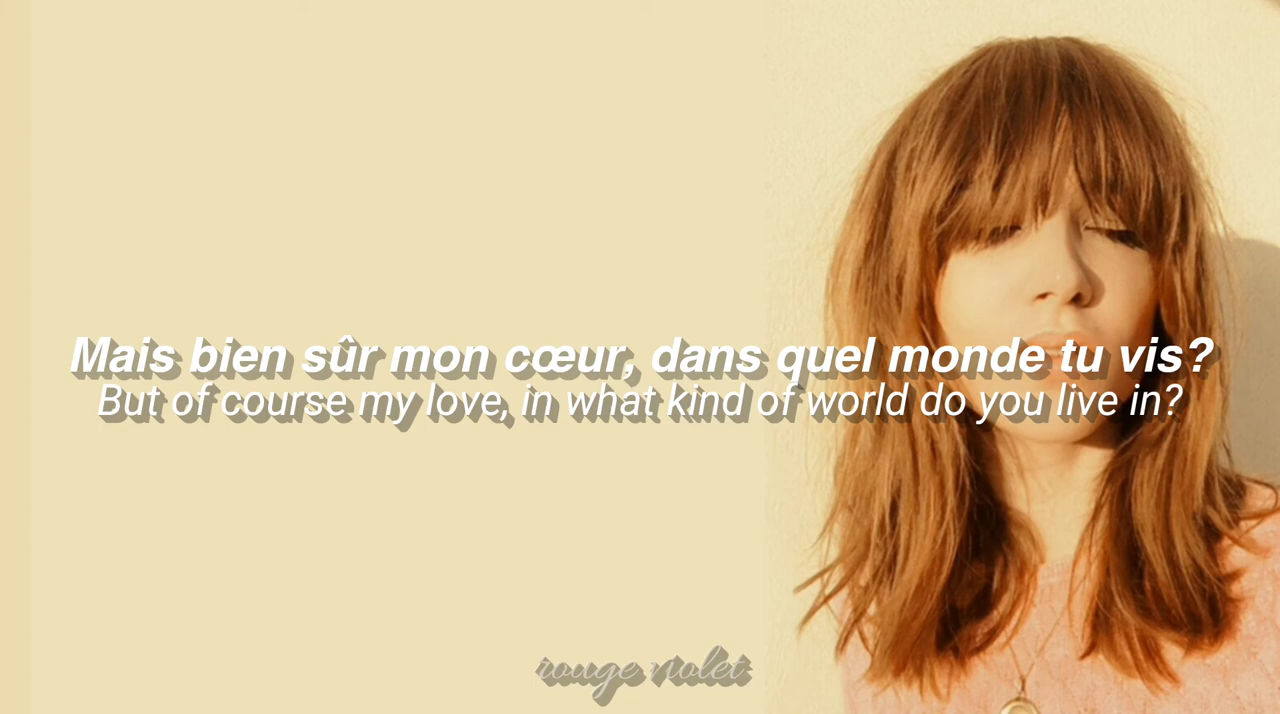 Mais bien sûr mon cœur, dans quel monde tu vis?
But of course my love, in what kind of world do you live in?
rouge violet